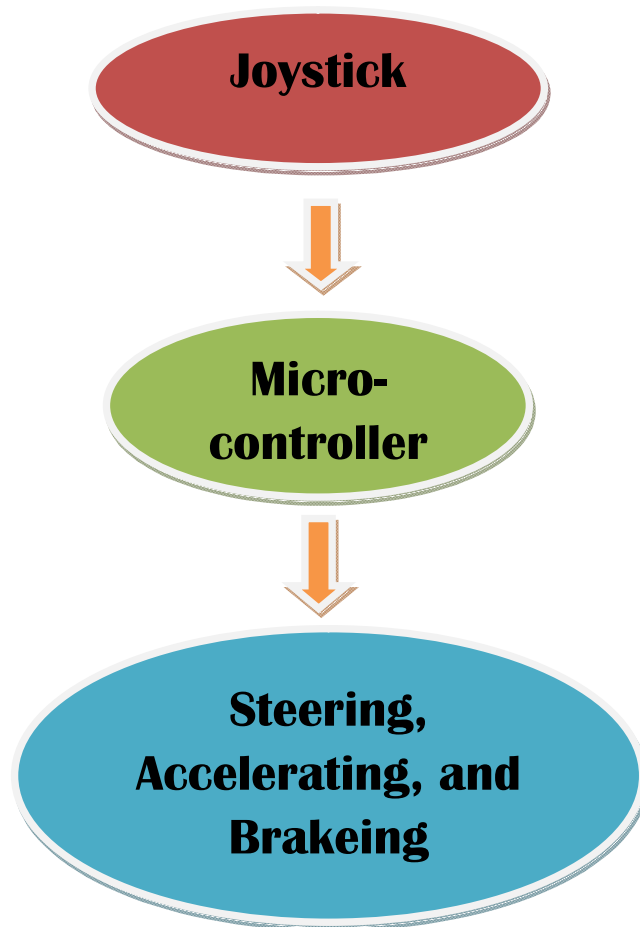 Joystick
Micro-
controller
Steering,
Accelerating, and
Brakeing